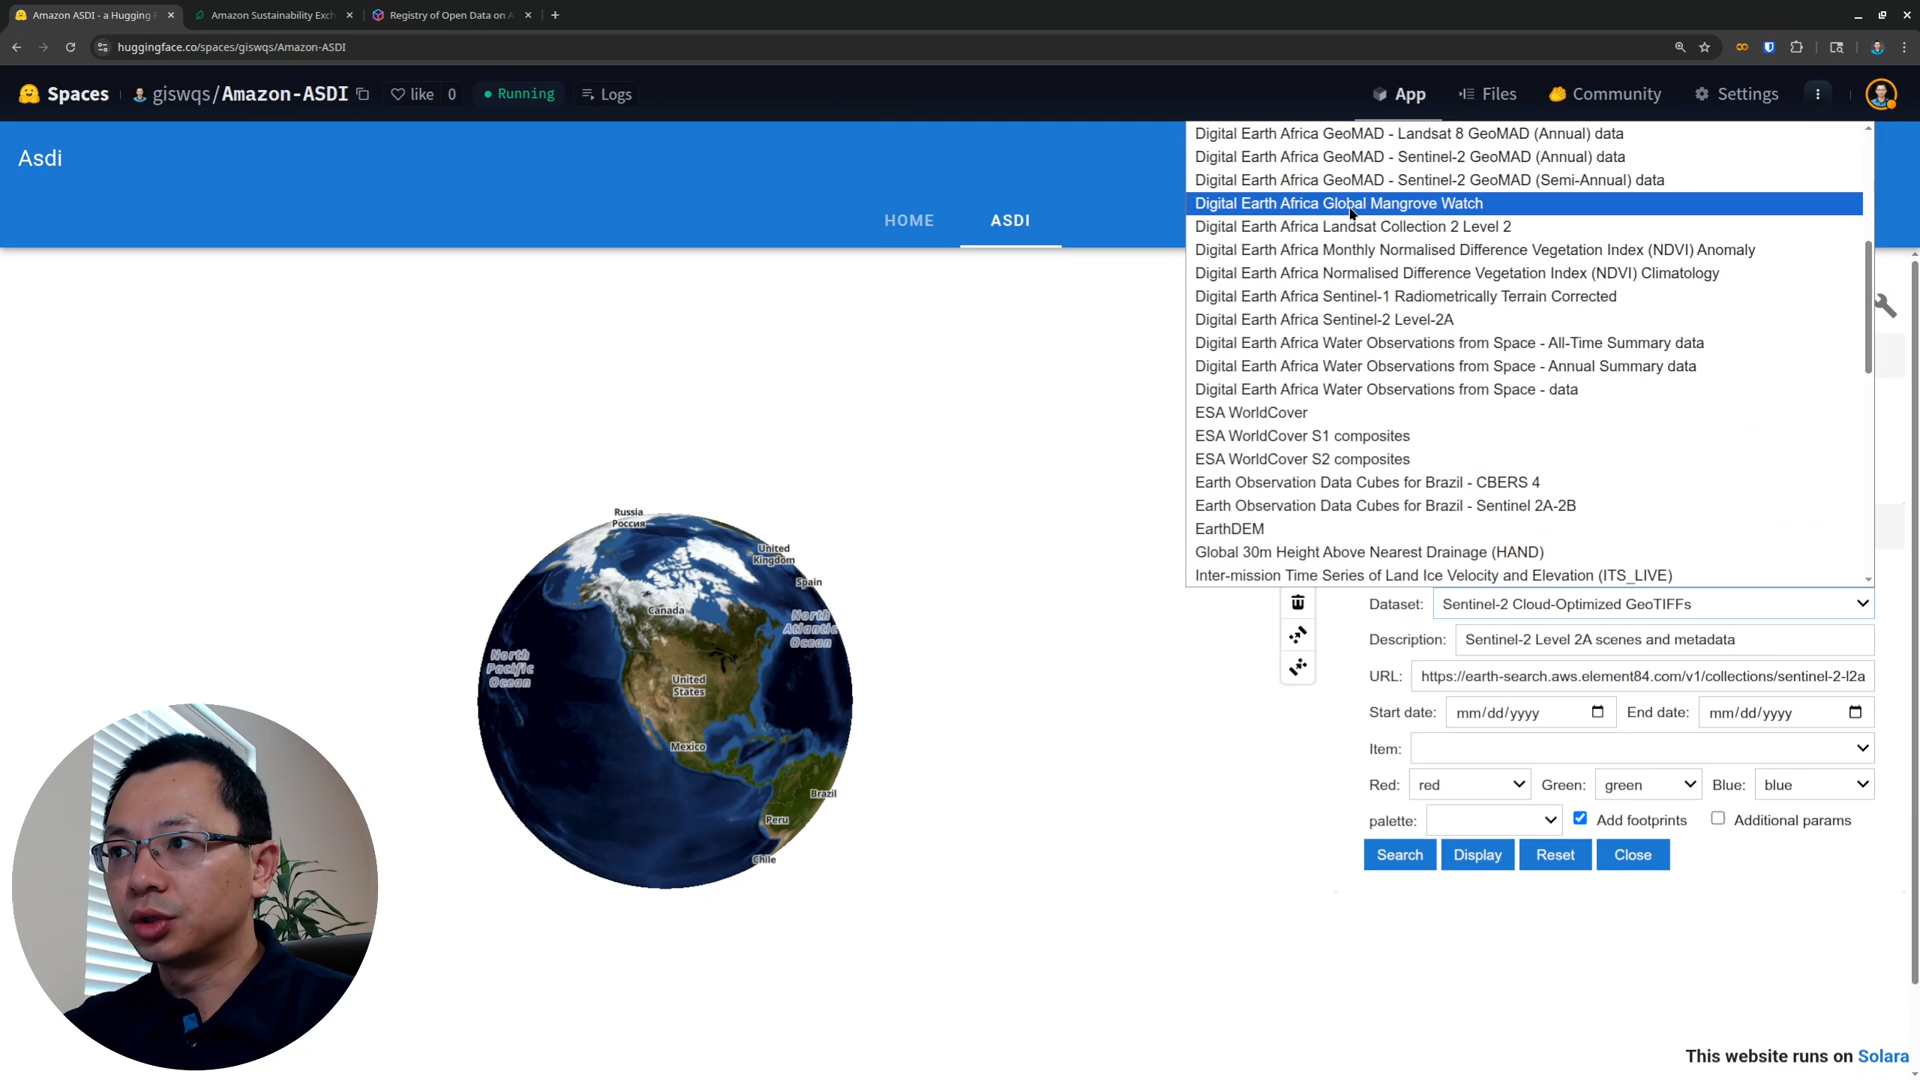 Amazon ASDI - a Hugging F
Amazon Sustainability Exch
Registry of Open Data on A
huggingface.co/spaces/giswqs/Amazon-ASDI
Spaces
giswqs/Amazon-ASDI
like 0
Running
Logs
App
Files
Community
Settings
Asdi
HOME
ASDI
Digital Earth Africa GeoMAD - Landsat 8 GeoMAD (Annual) data
Digital Earth Africa GeoMAD - Sentinel-2 GeoMAD (Annual) data
Digital Earth Africa GeoMAD - Sentinel-2 GeoMAD (Semi-Annual) data
Digital Earth Africa Global Mangrove Watch
Digital Earth Africa Landsat Collection 2 Level 2
Digital Earth Africa Monthly Normalised Difference Vegetation Index (NDVI) Anomaly
Digital Earth Africa Normalised Difference Vegetation Index (NDVI) Climatology
Digital Earth Africa Sentinel-1 Radiometrically Terrain Corrected
Digital Earth Africa Sentinel-2 Level-2A
Digital Earth Africa Water Observations from Space - All-Time Summary data
Digital Earth Africa Water Observations from Space - Annual Summary data
Digital Earth Africa Water Observations from Space - data
ESA WorldCover
ESA WorldCover S1 composites
ESA WorldCover S2 composites
Earth Observation Data Cubes for Brazil - CBERS 4
Earth Observation Data Cubes for Brazil - Sentinel 2A-2B
EarthDEM
Global 30m Height Above Nearest Drainage (HAND)
Inter-mission Time Series of Land Ice Velocity and Elevation (ITS_LIVE)
Dataset: Sentinel-2 Cloud-Optimized GeoTIFFs
Description: Sentinel-2 Level 2A scenes and metadata
URL: https://earth-search.aws.element84.com/v1/collections/sentinel-2-l2a
Start date: mm/dd/yyyy End date: mm/dd/yyyy
Item:
Red: red Green: green Blue: blue
palette: Add footprints Additional params
Search Display Reset Close
Russia
Россия
United
Kingdom
Spain
Canada
North
Atlantic
Ocean
North
Pacific
Ocean
United
States
Mexico
Brazil
Peru
Chile
This website runs on Solara